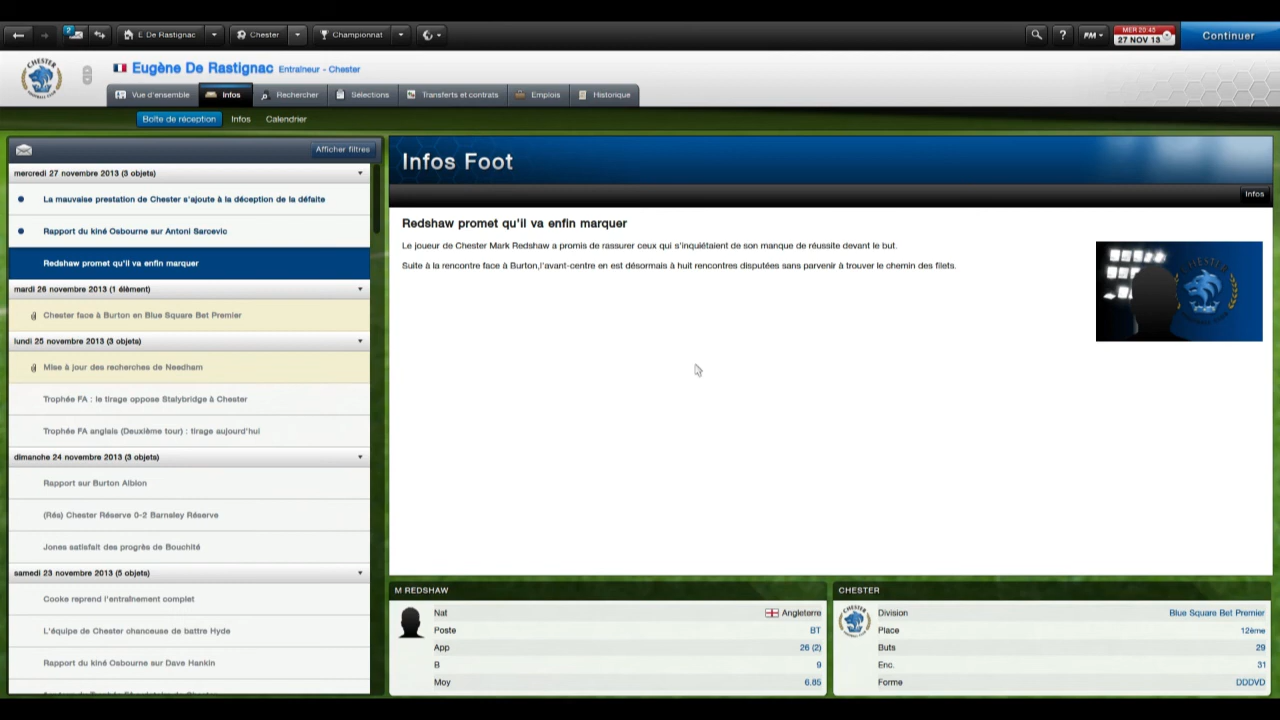 2
E. De Rastignac
Chester
Championnat
?
FM
MER 20:45
27 NOV 13
Continuer
CHESTER
Eugène De Rastignac Entraîneur - Chester
Vue d'ensemble
Infos
Rechercher
Sélections
Transferts et contrats
Emplois
Historique
Boîte de réception
Infos
Calendrier
Afficher filtres
mercredi 27 novembre 2013 (3 objets)
La mauvaise prestation de Chester s'ajoute à la déception de la défaite
Rapport du kiné Osbourne sur Antoni Sarcevic
Redshaw promet qu'il va enfin marquer
mardi 26 novembre 2013 (1 élément)
Chester face à Burton en Blue Square Bet Premier
lundi 25 novembre 2013 (3 objets)
Mise à jour des recherches de Needham
Trophée FA : le tirage oppose Stalybridge à Chester
Trophée FA anglais (Deuxième tour) : tirage aujourd'hui
dimanche 24 novembre 2013 (3 objets)
Rapport sur Burton Albion
(Rés) Chester Réserve 0-2 Barnsley Réserve
Jones satisfait des progrès de Bouchité
samedi 23 novembre 2013 (5 objets)
Cooke reprend l'entraînement complet
L'équipe de Chester chanceuse de battre Hyde
Rapport du kiné Osbourne sur Dave Hankin
Infos Foot
Infos
Redshaw promet qu'il va enfin marquer
Le joueur de Chester Mark Redshaw a promis de rassurer ceux qui s'inquiétaient de son manque de réussite devant le but.
Suite à la rencontre face à Burton,l'avant-centre en est désormais à huit rencontres disputées sans parvenir à trouver le chemin des filets.
CHESTER
M REDSHAW
Nat Angleterre
Poste BT
App 26 (2)
B 9
Moy 6.85
CHESTER
CHESTER
Division Blue Square Bet Premier
Place 12ème
Buts 29
Enc. 31
Forme DDDVD